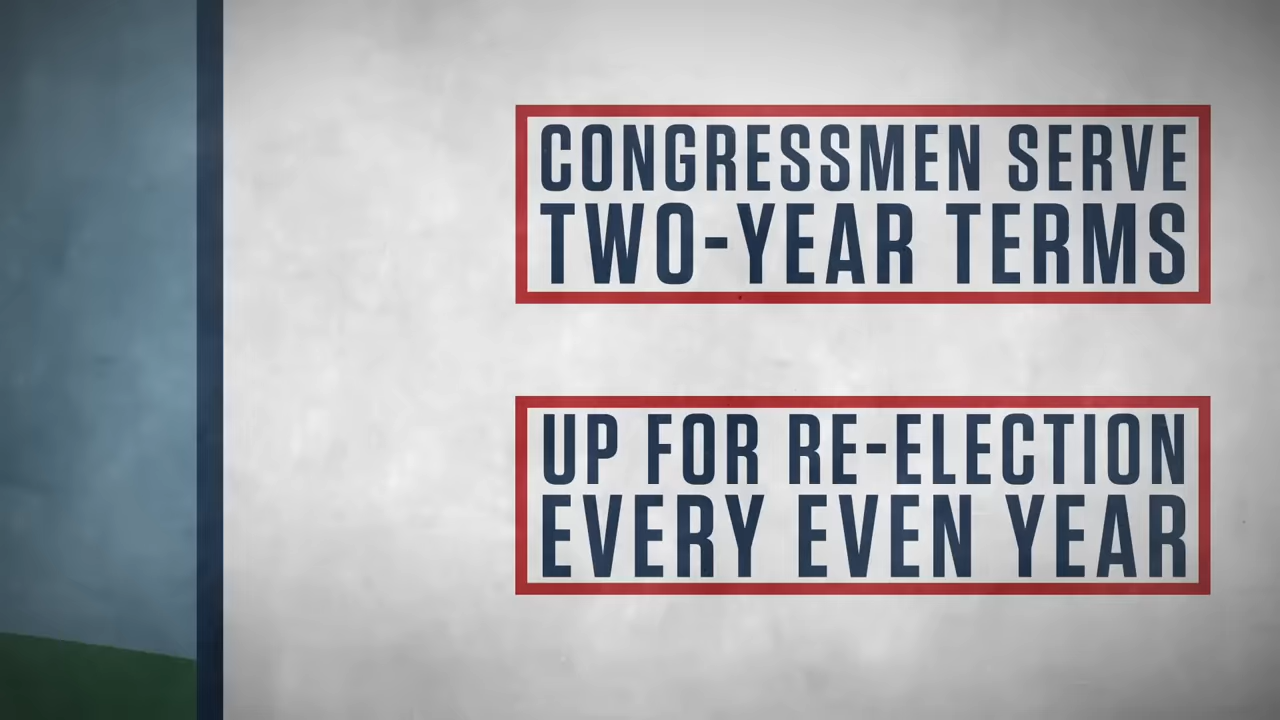 CONGRESSMEN SERVE
TWO-YEAR TERMS
UP FOR RE-ELECTION
EVERY EVEN YEAR